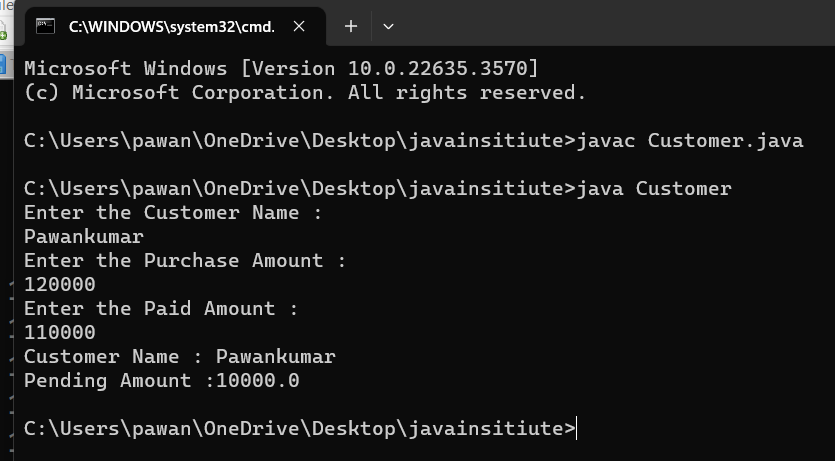 C:\WINDOWS\system32\cmd.
Microsoft Windows [Version 10.0.22635.3570]
(c) Microsoft Corporation. All rights reserved.
C:\Users\pawan\OneDrive\Desktop\javainsitiute>javac Customer.java
C:\Users\pawan\OneDrive\Desktop\javainsitiute>java Customer
Enter the Customer Name :
Pawankumar
Enter the Purchase Amount :
120000
Enter the Paid Amount :
110000
Customer Name : Pawankumar
Pending Amount :10000.0
C:\Users\pawan\OneDrive\Desktop\javainsitiute>